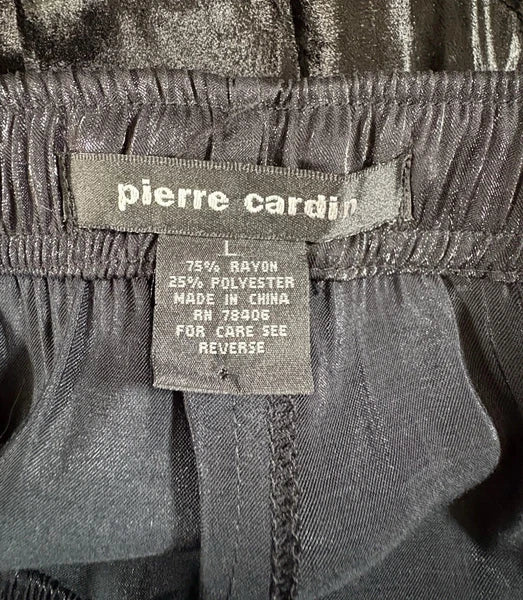 pierre cardin
L
75% RAYON
25% POLYESTER
MADE IN CHINA
RN 78406
FOR CARE SEE
REVERSE
*